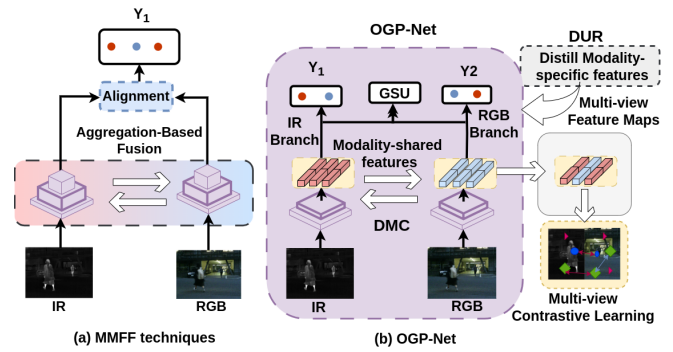 Y1
Alignment
Aggregation-Based
Fusion
IR
RGB
(a) MMFF techniques
OGP-Net
Y1
GSU
Y2
IR
Branch
RGB
Branch
Modality-shared
features
DMC
IR
RGB
(b) OGP-Net
DUR
Distill Modality-
specific features
Multi-view
Feature Maps
Multi-view
Contrastive Learning